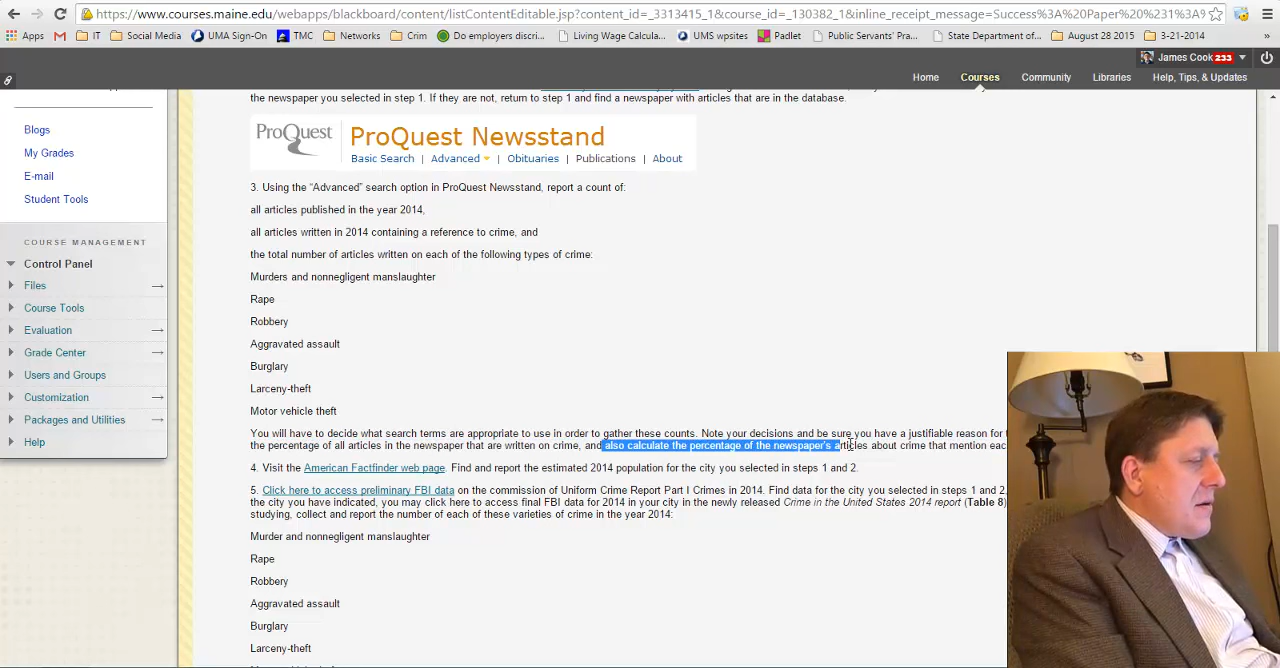 https://www.courses.maine.edu/webapps/blackboard/content/listContentEditable.jsp?content_id=_3313415_1&course_id=_130382_1&inline_receipt_message=Success%3A%20Paper%20%231%3A%9
Apps IT Social Media UMA Sign-On TMC Networks Crim Do employers discri... Living Wage Calcula... UMS wpsites Padlet Public Servants' Pra... State Department of... August 28 2015 3-21-2014 »
James Cook 233
Home Courses Community Libraries Help, Tips, & Updates
Blogs
My Grades
E-mail
Student Tools
COURSE MANAGEMENT
Control Panel
Files
Course Tools
Evaluation
Grade Center
Users and Groups
Customization
Packages and Utilities
Help
the newspaper you selected in step 1. If they are not, return to step 1 and find a newspaper with articles that are in the database.
ProQuest ProQuest Newsstand
Basic Search | Advanced | Obituaries | Publications | About
3. Using the “Advanced” search option in ProQuest Newsstand, report a count of:
all articles published in the year 2014,
all articles written in 2014 containing a reference to crime, and
the total number of articles written on each of the following types of crime:
Murders and nonnegligent manslaughter
Rape
Robbery
Aggravated assault
Burglary
Larceny-theft
Motor vehicle theft
You will have to decide what search terms are appropriate to use in order to gather these counts. Note your decisions and be sure you have a justifiable reason for
the percentage of all articles in the newspaper that are written on crime, and also calculate the percentage of the newspaper's articles about crime that mention
4. Visit the American Factfinder web page. Find and report the estimated 2014 population for the city you selected in steps 1 and 2.
5. Click here to access preliminary FBI data on the commission of Uniform Crime Report Part I Crimes in 2014. Find data for the city you selected in steps 1 and 2,
the city you have indicated, you may click here to access final FBI data for 2014 in your city in the newly released Crime in the United States 2014 report (Table 8)
studying, collect and report the number of each of these varieties of crime in the year 2014:
Murder and nonnegligent manslaughter
Rape
Robbery
Aggravated assault
Burglary
Larceny-theft